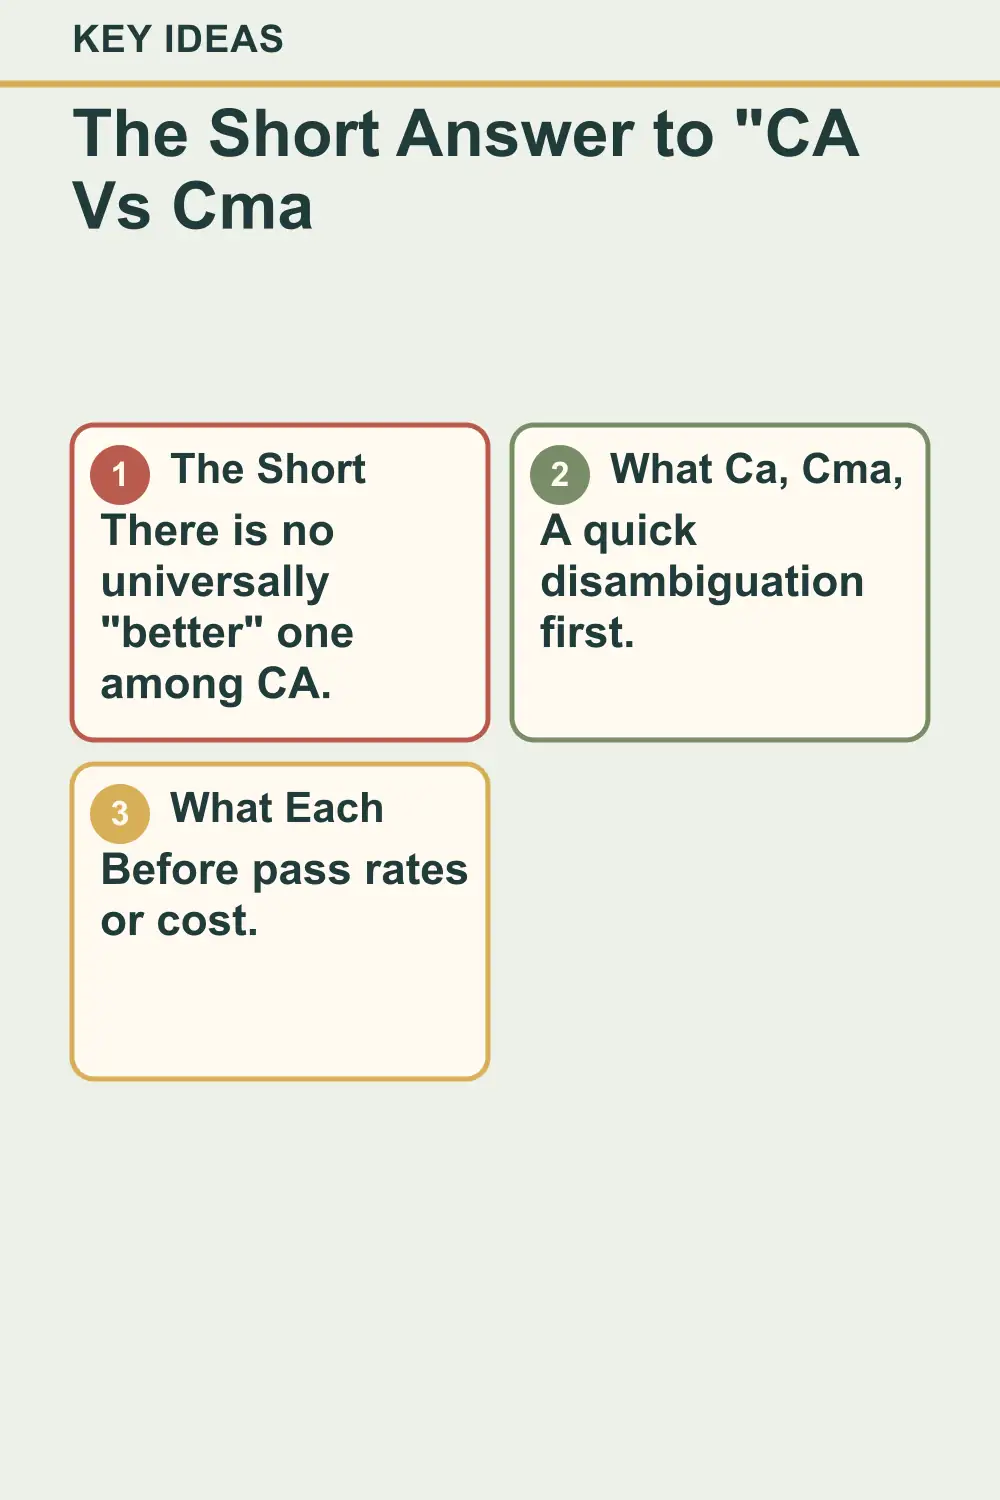 KEY IDEAS
The Short Answer to "CA
Vs Cma
1 The Short
There is no
universally
"better" one
among CA.
2 What Ca, Cma,
A quick
disambiguation
first.
3 What Each
Before pass rates
or cost.